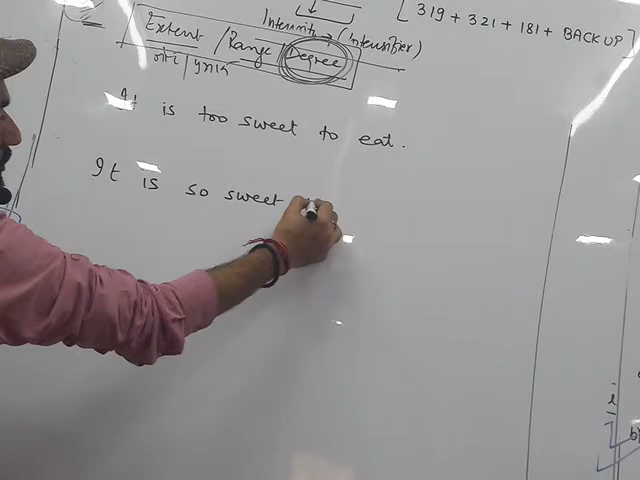 [ 319 + 321 + 181 + BACKUP ]
Intensity → (Intensifier)
Extent / Range Degree
It is too sweet to eat.
It is so sweet